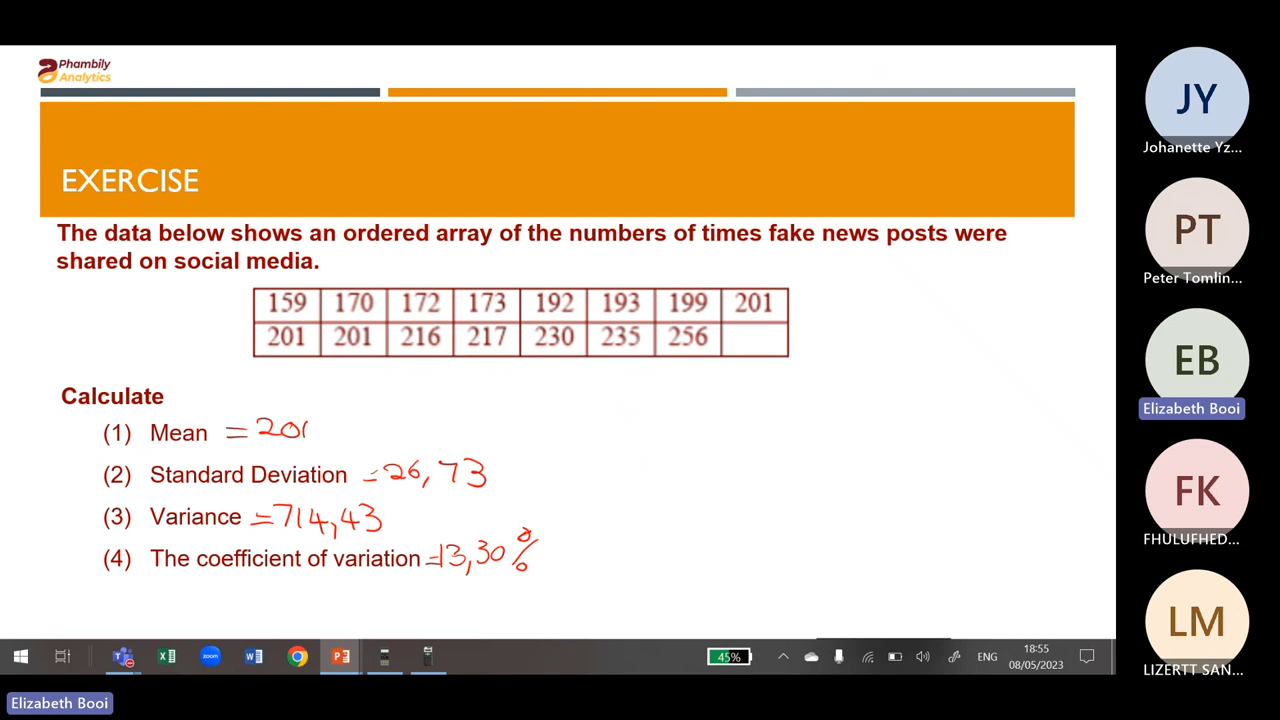 Phambily
Analytics
EXERCISE
The data below shows an ordered array of the numbers of times fake news posts were
shared on social media.
159 170 172 173 192 193 199 201
201 201 216 217 230 235 256
Calculate
(1) Mean = 201
(2) Standard Deviation = 26,73
(3) Variance = 714,43
(4) The coefficient of variation = 13,30%
JY
Johanette Yz...
PT
Peter Tomlin...
EB
Elizabeth Booi
FK
FHULUFHED...
LM
LIZERTT SAN...
zoom
45%
ENG
18:55
08/05/2023
Elizabeth Booi